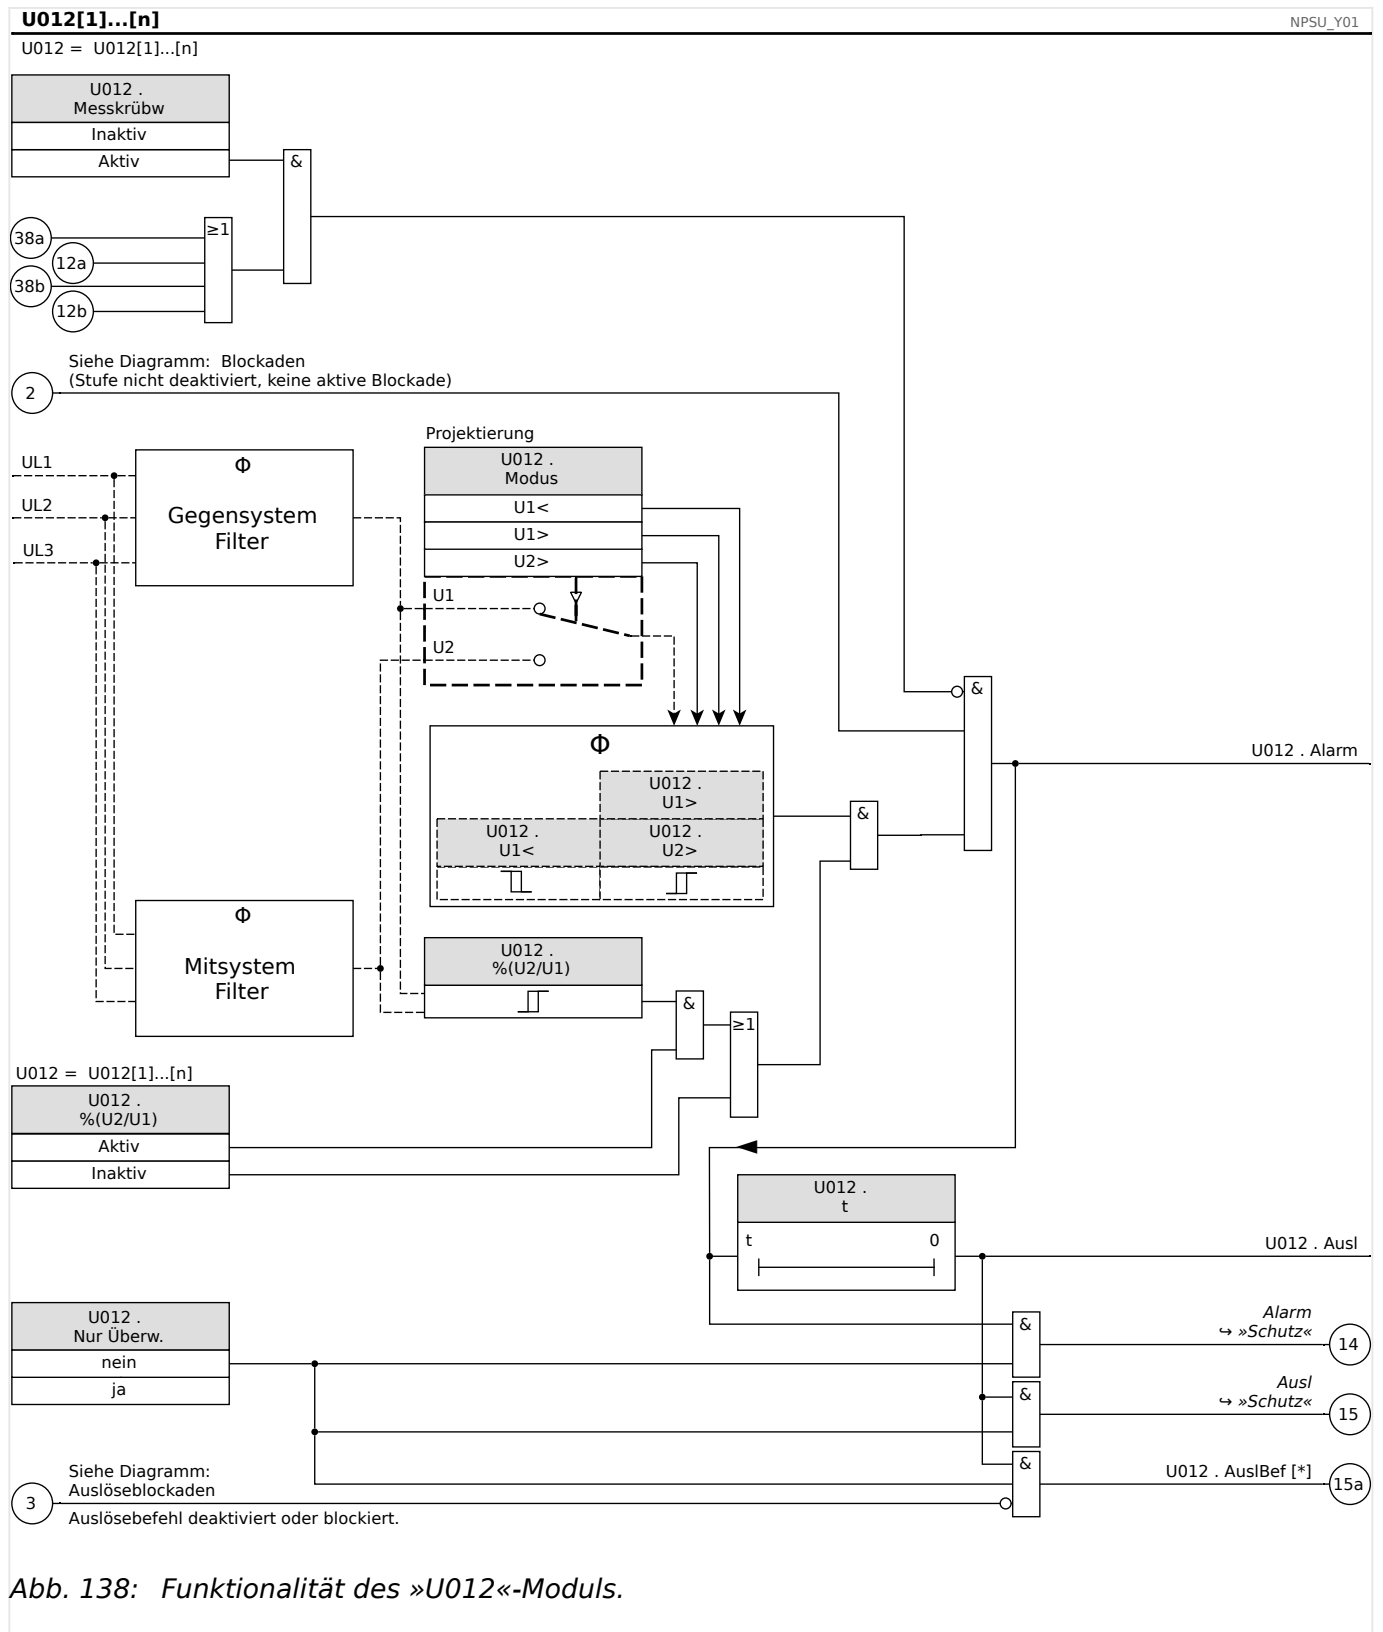 U012[1]...[n]
NPSU_Y01
U012 =  U012[1]...[n]
U012 .
Messkrübw
Inaktiv
Aktiv
&
38a
≥1
12a
38b
12b
Siehe Diagramm:  Blockaden
(Stufe nicht deaktiviert, keine aktive Blockade)
2
Projektierung
UL1
UL2
UL3
Φ
Gegensystem
Filter
U012 .
Modus
U1<
U1>
U2>
U1
U2
&
U012 . Alarm
Φ
U012 .
U1>
U012 .
U1<
U012 .
U2>
&
Φ
Mitsystem
Filter
U012 .
%(U2/U1)
&
≥1
U012 =  U012[1]...[n]
U012 .
%(U2/U1)
Aktiv
Inaktiv
U012 .
t
t
0
U012 . Ausl
U012 .
Nur Überw.
nein
ja
&
Alarm
↪ »Schutz«
14
&
Ausl
↪ »Schutz«
15
&
U012 . AuslBef [*]
15a
Siehe Diagramm:
Auslöseblockaden
3
Auslösebefehl deaktiviert oder blockiert.
Abb. 138:   Funktionalität des »U012«-Moduls.